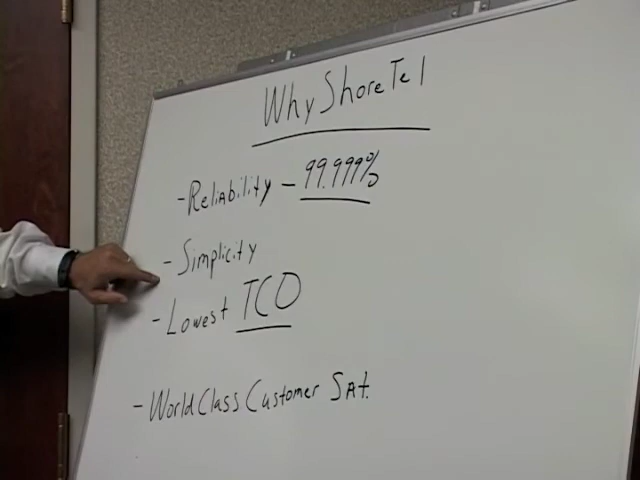 Why ShoreTel
- Reliability - 99.999%
- Simplicity
- Lowest TCO
- World Class Customer Sat.